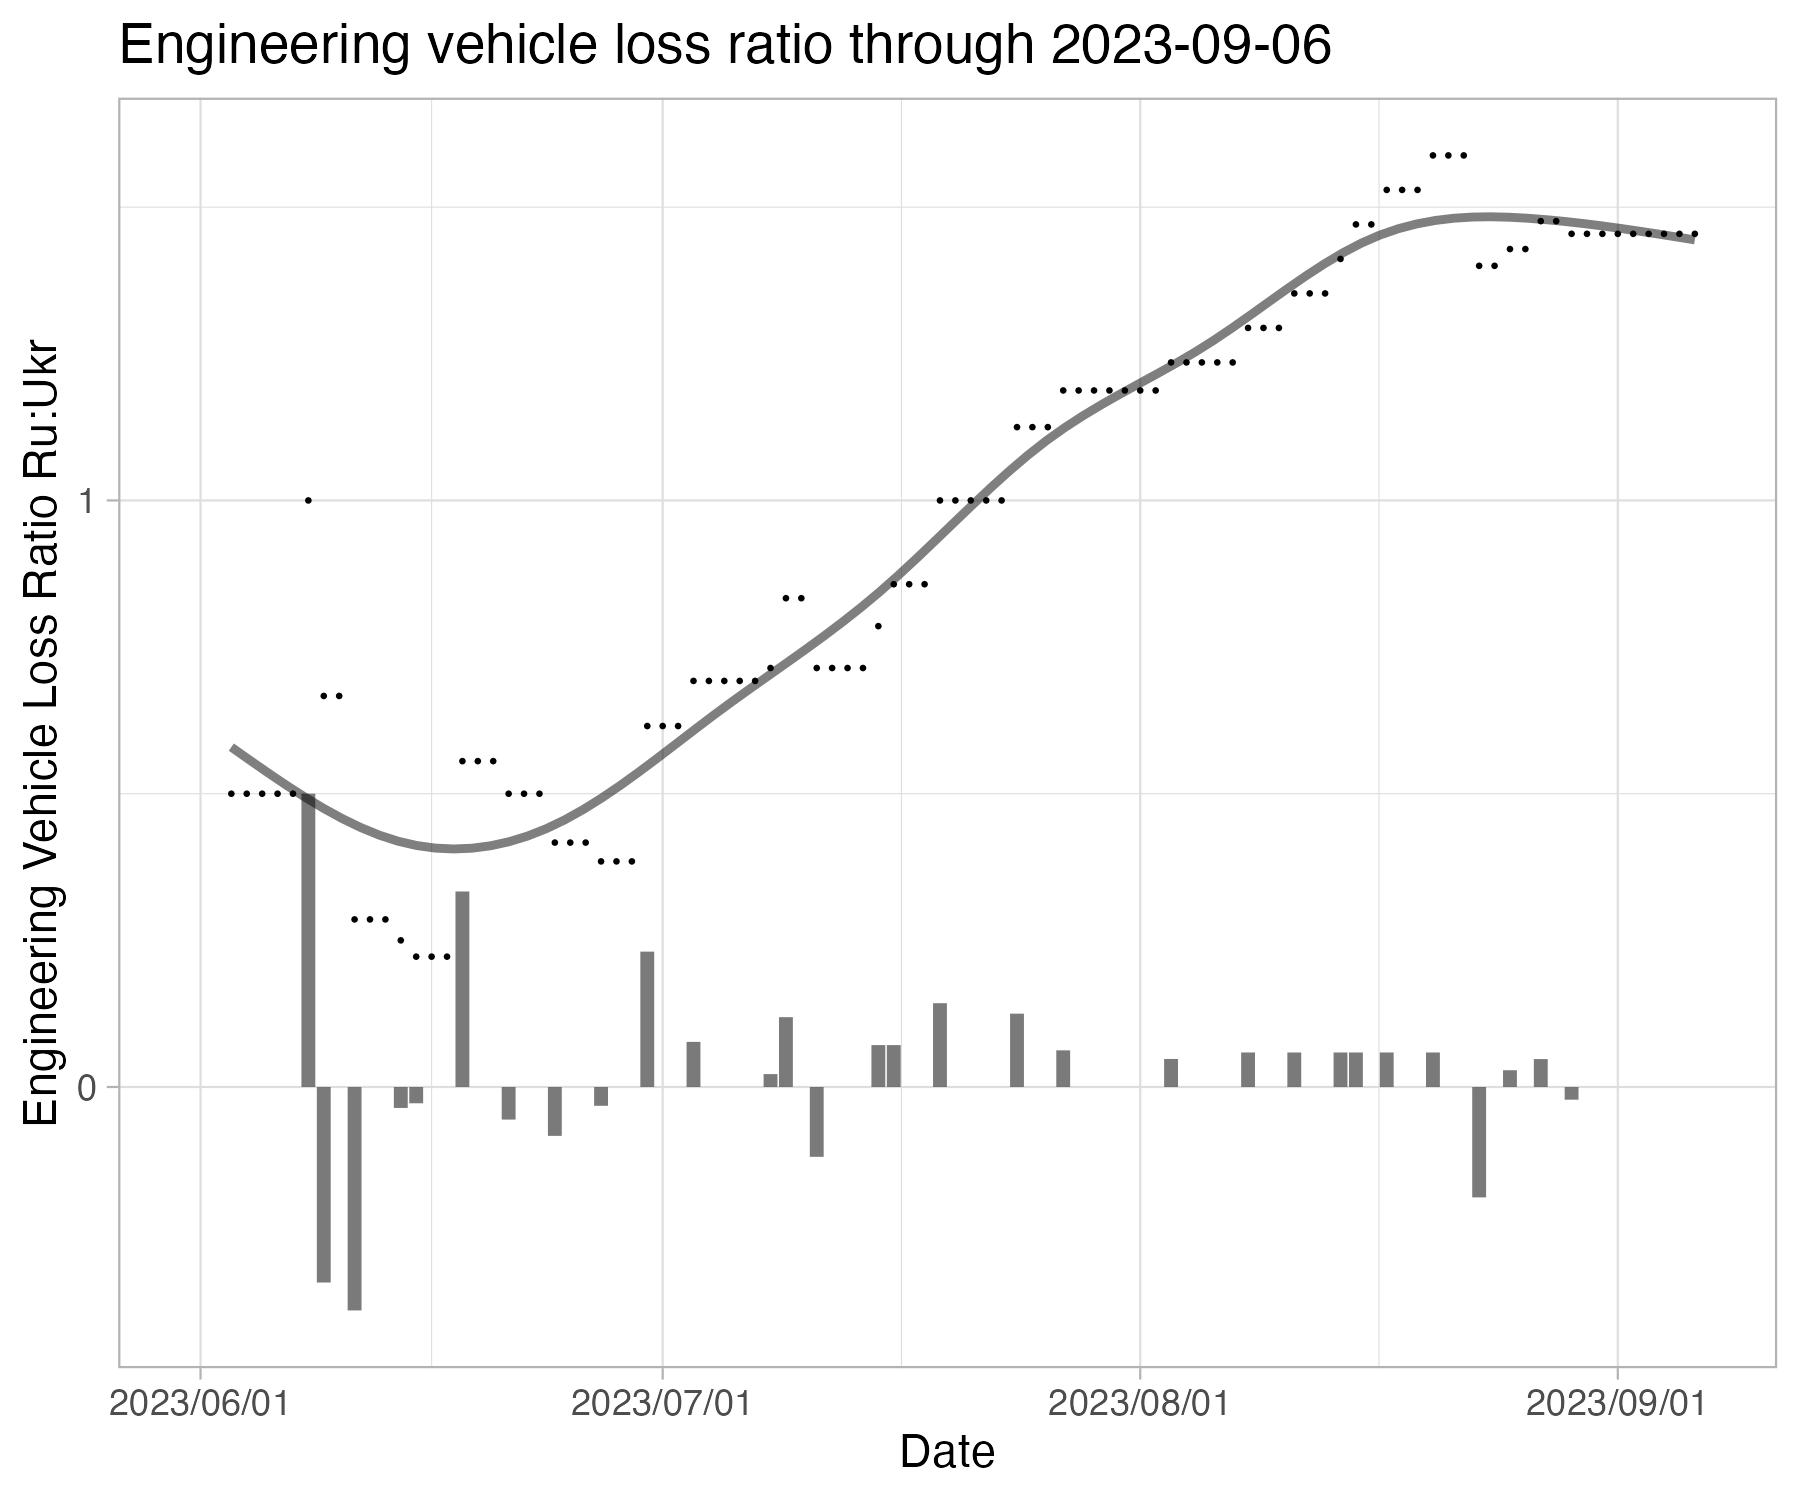 Engineering vehicle loss ratio through 2023-09-06
Engineering Vehicle Loss Ratio Ru:Ukr
1
0
2023/06/01
2023/07/01
2023/08/01
2023/09/01
Date